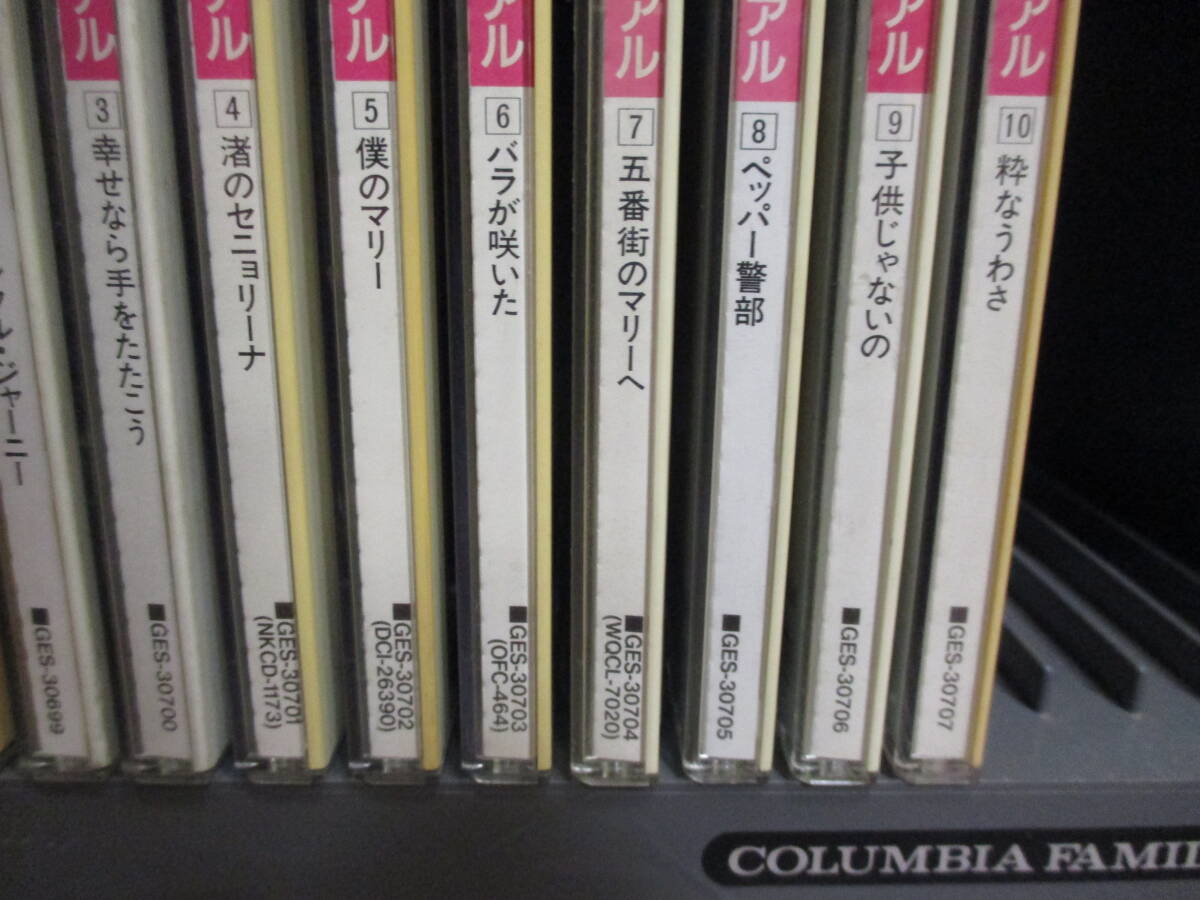 ル・ジャーニー
■GES-30699
アル
3 幸せなら手をたたこう
■GES-30700
アル
4 渚のセニョリーナ
■GES-30701
(NKCD-1173)
アル
5 僕のマリー
■GES-30702
(DCI-26390)
アル
6 バラが咲いた
■GES-30703
(OFC-464)
アル
7 五番街のマリーへ
■GES-30704
(WQCL-7020)
アル
8 ペッパー警部
■GES-30705
アル
9 子供じゃないの
■GES-30706
アル
10 粋なうわさ
■GES-30707
COLUMBIA FAMIL